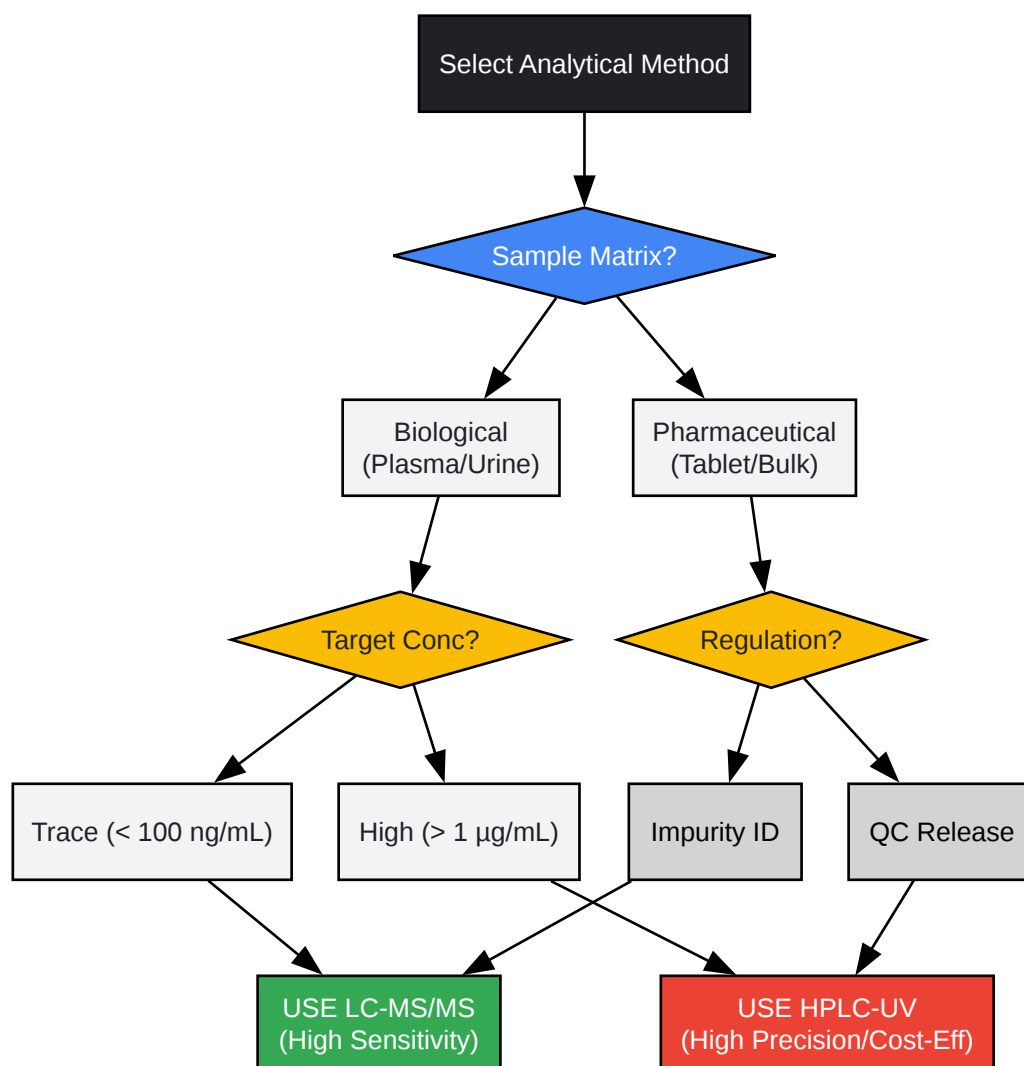 Select Analytical Method
Sample Matrix?
Biological
(Plasma/Urine)
Pharmaceutical
(Tablet/Bulk)
Target Conc?
Regulation?
Trace (< 100 ng/mL)
High (> 1 µg/mL)
Impurity ID
QC Release
USE LC-MS/MS
(High Sensitivity)
USE HPLC-UV
(High Precision/Cost-Eff)